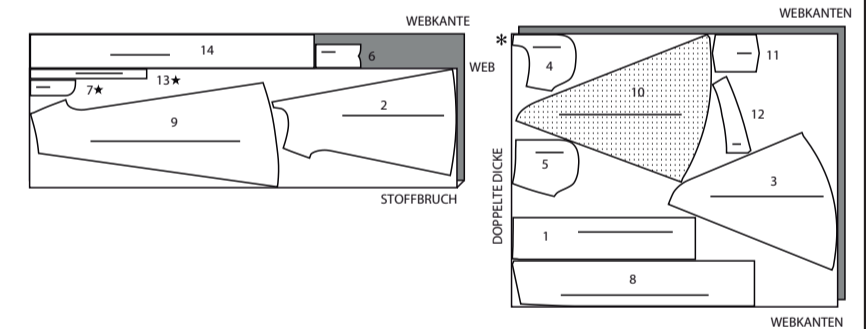 WEBKANTE
14
6
WEB
13★
7★
2
9
STOFFBRUCH
WEBKANTEN
*
4
11
10
12
DOPPELTE DICKE
5
3
1
8
WEBKANTEN